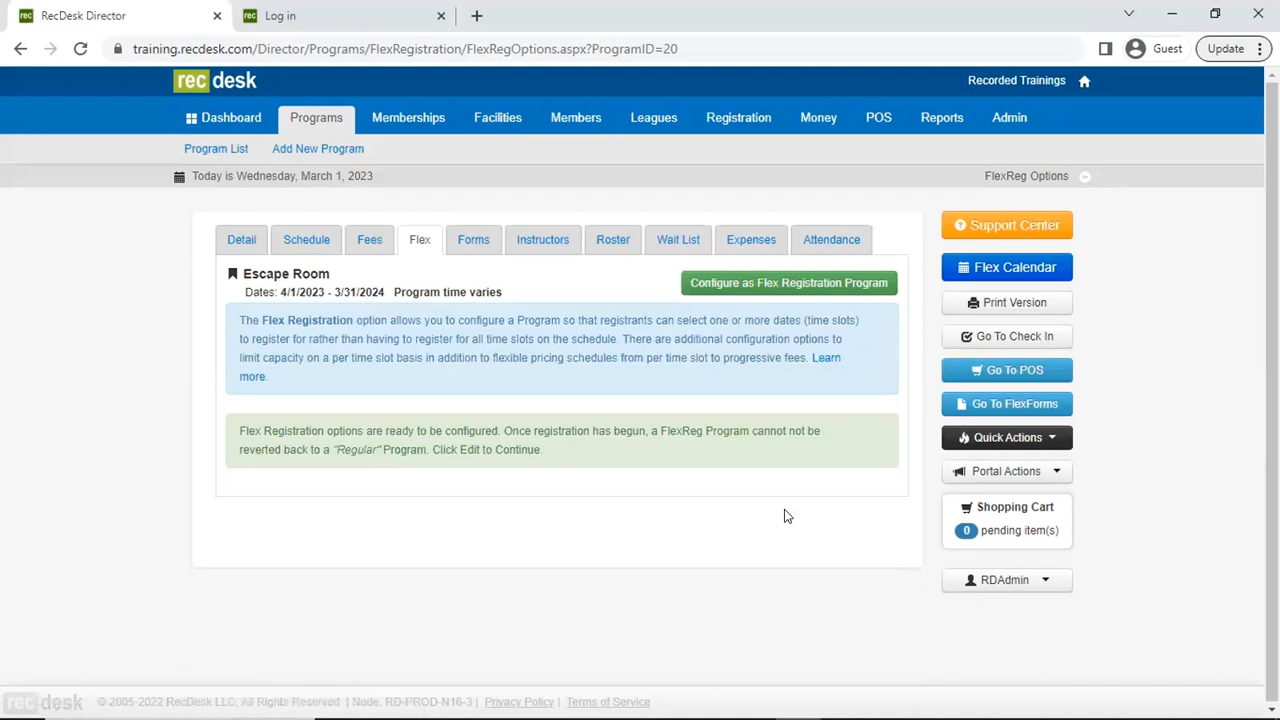 RecDesk Director
Log in
training.recdesk.com/Director/Programs/FlexRegistration/FlexRegOptions.aspx?ProgramID=20
Guest
Update
rec desk
Recorded Trainings
Dashboard Programs Memberships Facilities Members Leagues Registration Money POS Reports Admin
Program List Add New Program
Today is Wednesday, March 1, 2023
FlexReg Options
Detail Schedule Fees Flex Forms Instructors Roster Wait List Expenses Attendance
Escape Room
Dates: 4/1/2023 - 3/31/2024 Program time varies
Configure as Flex Registration Program
The Flex Registration option allows you to configure a Program so that registrants can select one or more dates (time slots)
to register for rather than having to register for all time slots on the schedule. There are additional configuration options to
limit capacity on a per time slot basis in addition to flexible pricing schedules from per time slot to progressive fees. Learn
more.
Flex Registration options are ready to be configured. Once registration has begun, a FlexReg Program cannot not be
reverted back to a "Regular" Program. Click Edit to Continue.
Support Center
Flex Calendar
Print Version
Go To Check In
Go To POS
Go To FlexForms
Quick Actions
Portal Actions
Shopping Cart
0 pending item(s)
RDAdmin
rec desk
© 2005-2022 RecDesk LLC, All Rights Reserved | Node. RD-PROD-N16-3 | Privacy Policy | Terms of Service